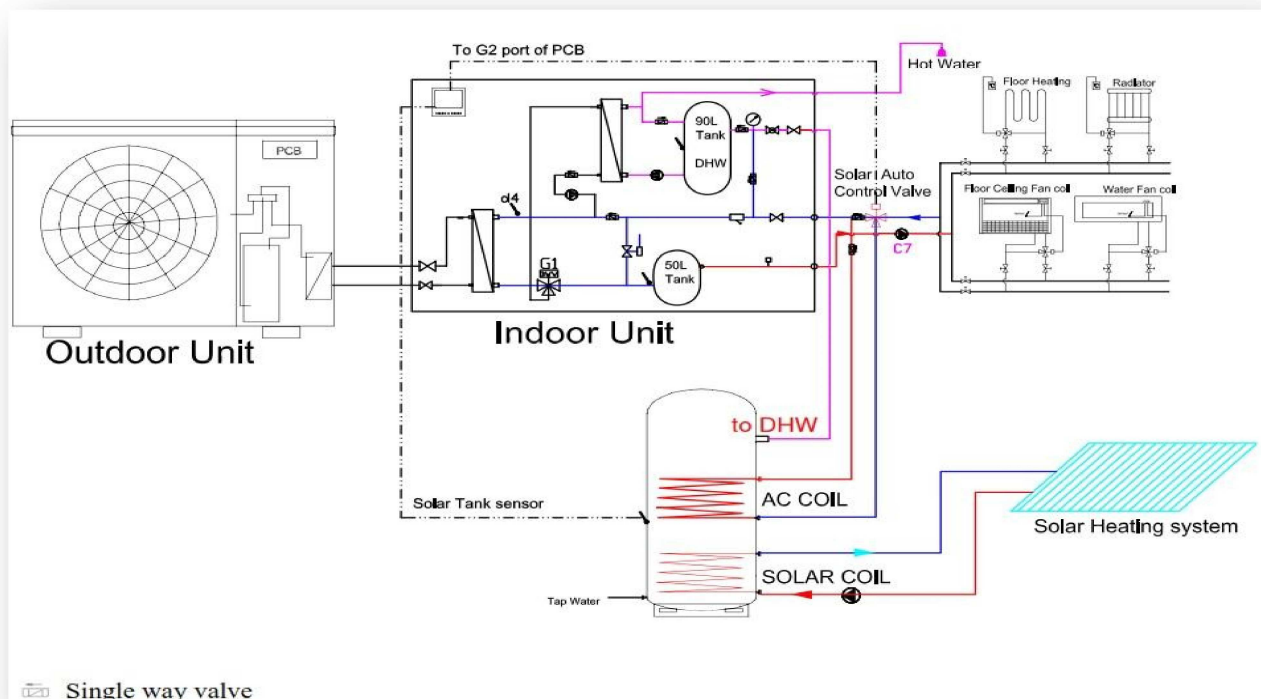 To G2 port of PCB
Hot Water
Floor Heating
Radiator
PCB
90L
Tank
DHW
Solar Auto
Control Valve
d4
Floor Ceiling Fan coil
Water Fan coil
C7
G1
50L
Tank
Indoor Unit
Outdoor Unit
to DHW
AC COIL
Solar Tank sensor
Solar Heating system
SOLAR COIL
Tap Water
Single way valve